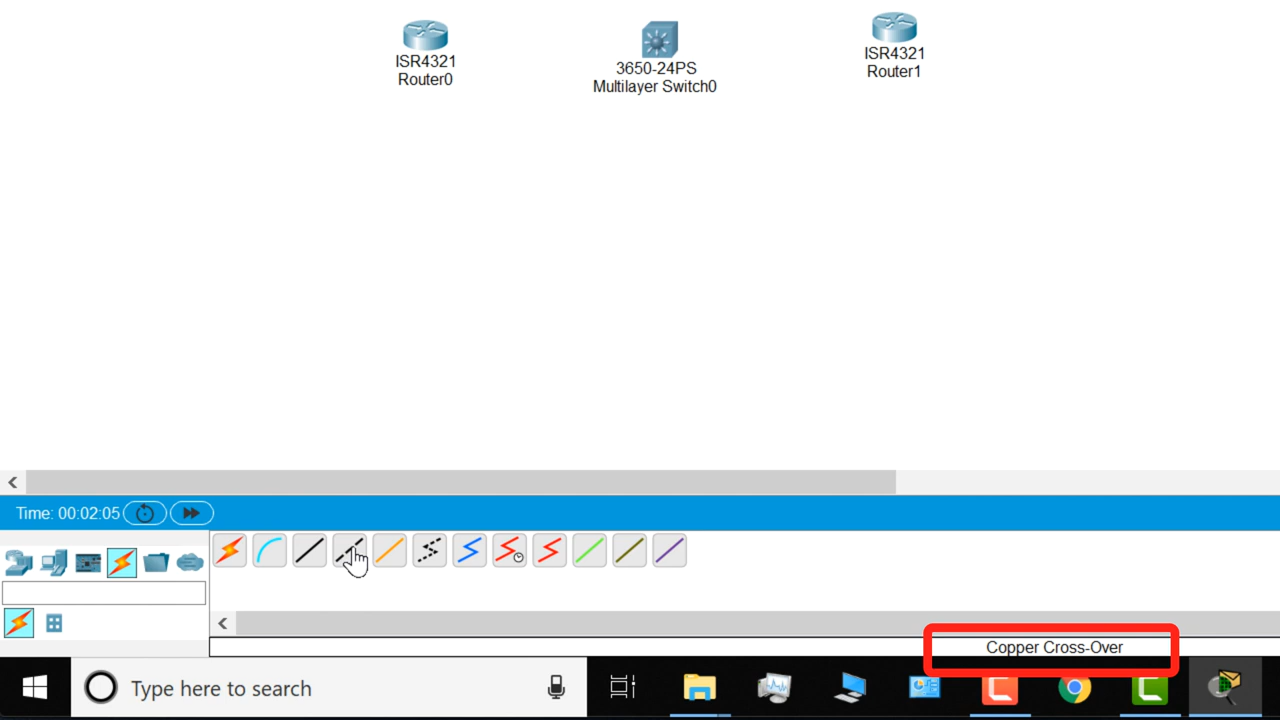 ISR4321
Router0
3650-24PS
Multilayer Switch0
ISR4321
Router1
Time: 00:02:05
Copper Cross-Over
Type here to search